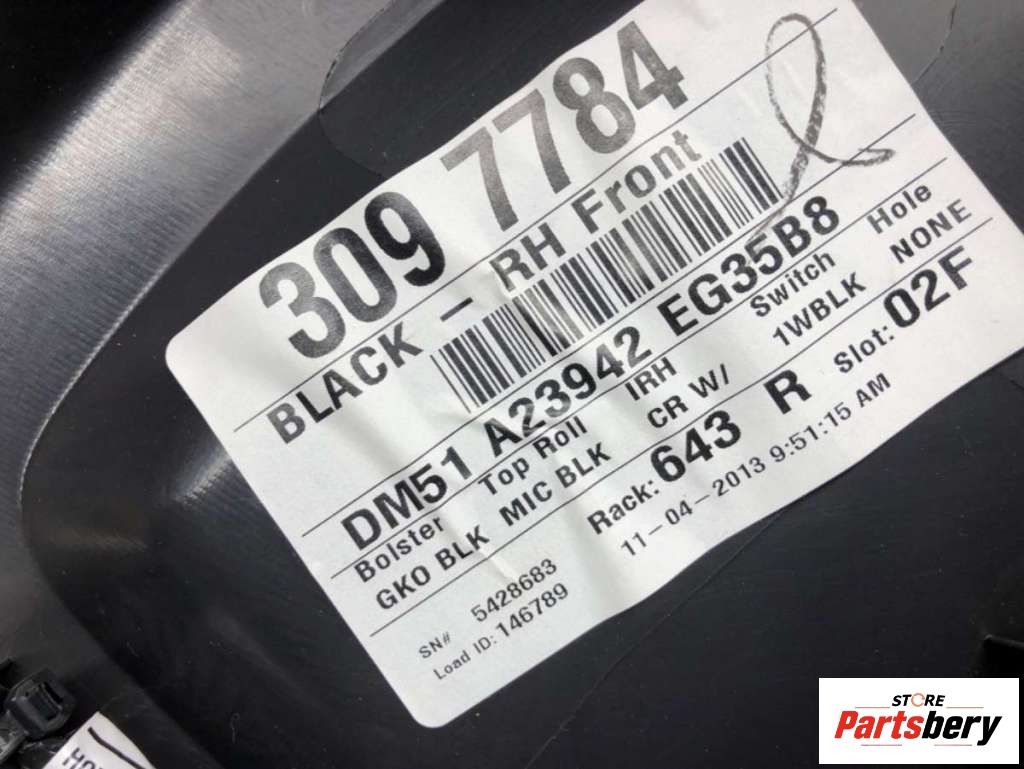 309 7784
BLACK - RH Front
DM51 A23942 EG35B8
Bolster Top Roll IRH Switch Hole
GKO BLK MIC BLK CR W/ 1WBLK NONE
Rack: 643 R Slot: 02F
SN# 5428683 11-04-2013 9:51:15 AM
Load ID: 146789
STORE
Partsbery